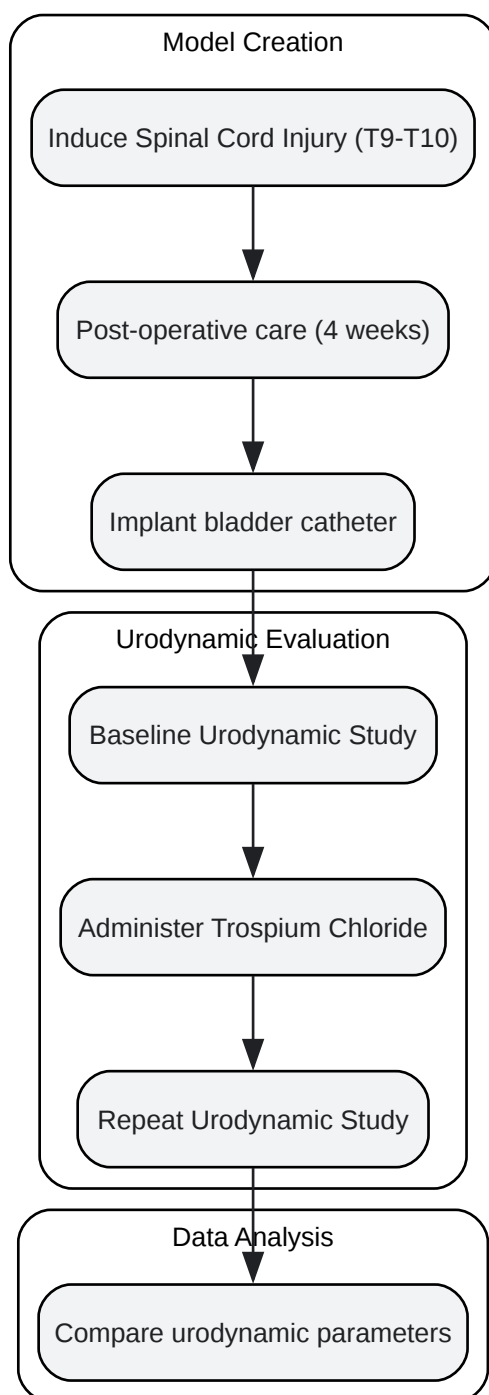 Model Creation
Induce Spinal Cord Injury (T9-T10)
Post-operative care (4 weeks)
Implant bladder catheter
Urodynamic Evaluation
Baseline Urodynamic Study
Administer Trospium Chloride
Repeat Urodynamic Study
Data Analysis
Compare urodynamic parameters